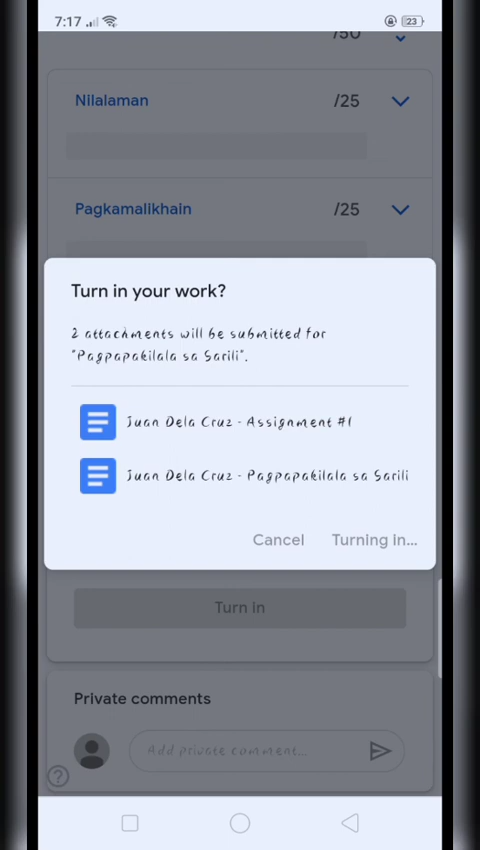 7:17
23
/50
Nilalaman /25
Pagkamalikhain /25
Turn in your work?
2 attachments will be submitted for
"Pagpapakilala sa Sarili".
Juan Dela Cruz - Assignment #1
Juan Dela Cruz - Pagpapakilala sa Sarili
Cancel Turning In...
Turn in
Private comments
Add private comment...
?